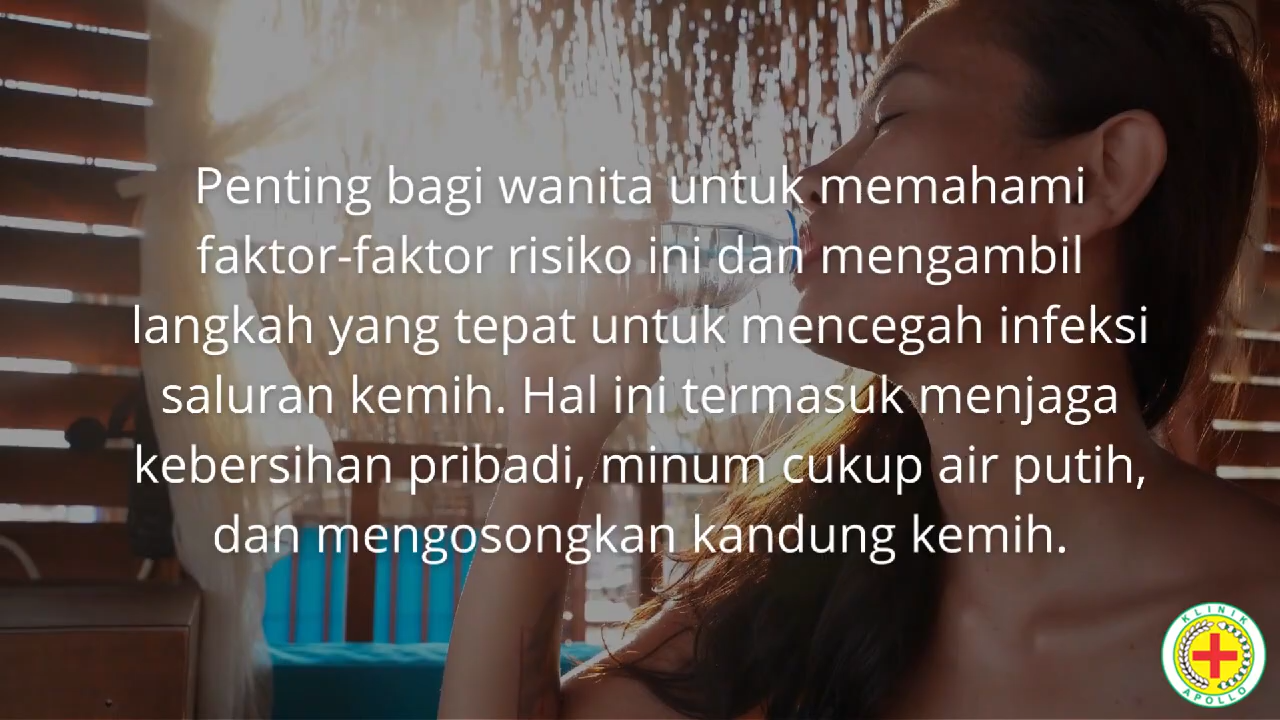 Penting bagi wanita untuk memahami
faktor-faktor risiko ini dan mengambil
langkah yang tepat untuk mencegah infeksi
saluran kemih. Hal ini termasuk menjaga
kebersihan pribadi, minum cukup air putih,
dan mengosongkan kandung kemih.
KLINIK
APOLLO